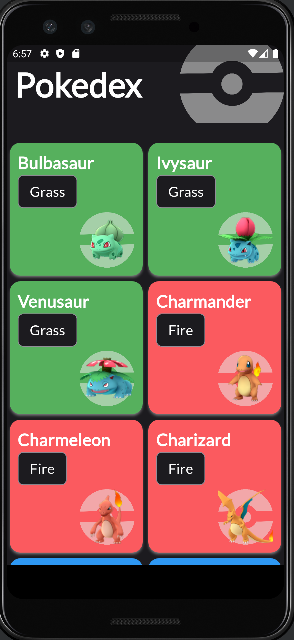 6:57
Pokedex
Bulbasaur
Ivysaur
Grass
Grass
Venusaur
Charmander
Grass
Fire
Charmeleon
Charizard
Fire
Fire